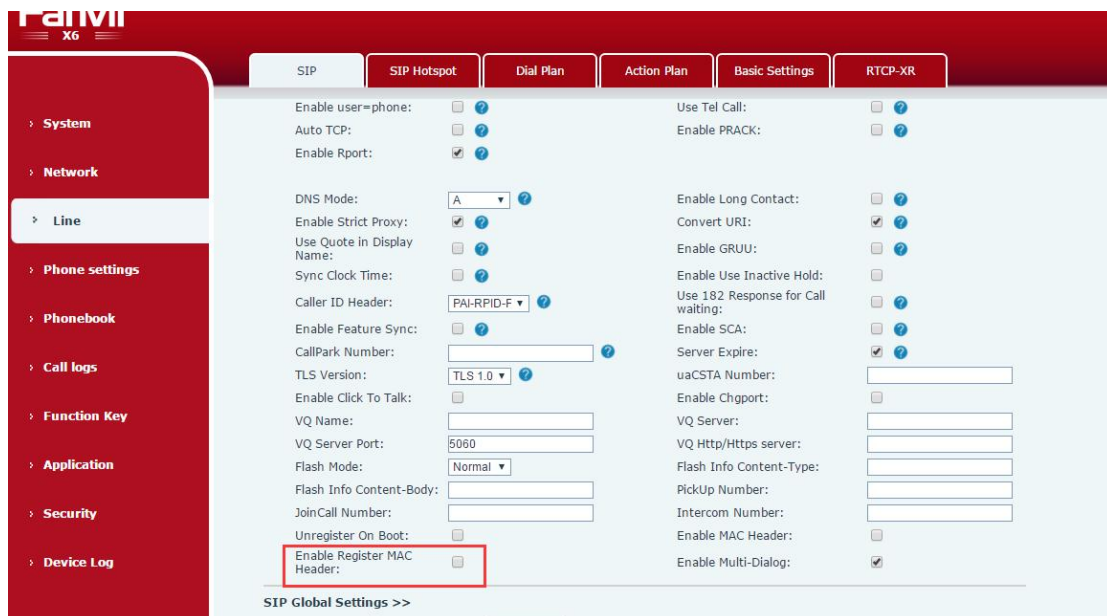 Fanvil
X6
SIP
SIP Hotspot
Dial Plan
Action Plan
Basic Settings
RTCP-XR
System
Network
Line
Phone settings
Phonebook
Call logs
Function Key
Application
Security
Device Log
Enable user=phone: Use Tel Call:
Auto TCP: Enable PRACK:
Enable Rport:
DNS Mode: A Enable Long Contact:
Enable Strict Proxy: Convert URI:
Use Quote in Display
Name: Enable GRUU:
Sync Clock Time: Enable Use Inactive Hold:
Caller ID Header: PAI-RPID-F Use 182 Response for Call
waiting:
Enable Feature Sync: Enable SCA:
CallPark Number: Server Expire:
TLS Version: TLS 1.0 uaCSTA Number:
Enable Click To Talk: Enable Chgport:
VQ Name: VQ Server:
VQ Server Port: 5060 VQ Http/Https server:
Flash Mode: Normal Flash Info Content-Type:
Flash Info Content-Body: PickUp Number:
JoinCall Number: Intercom Number:
Unregister On Boot: Enable MAC Header:
Enable Register MAC
Header: Enable Multi-Dialog:
SIP Global Settings >>